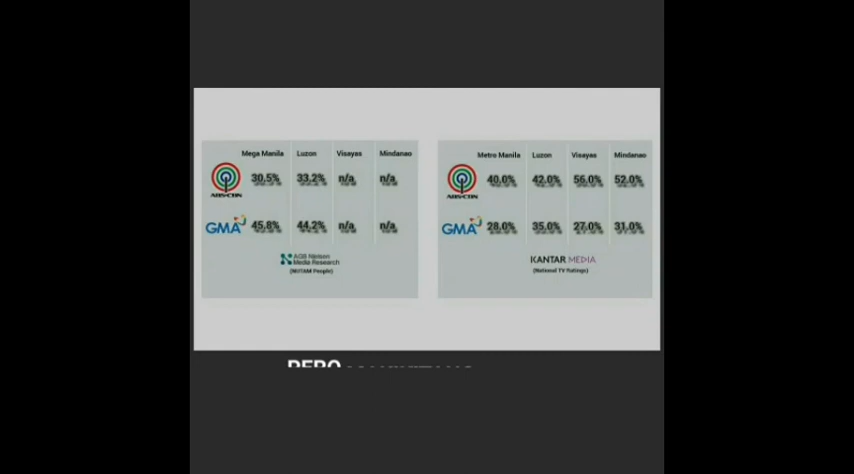 Mega Manila Luzon Visayas Mindanao
ABS-CBN 30.5% 33.2% n/a n/a
GMA 45.8% 44.2% n/a n/a
AGB Nielsen
Media Research
(NUTAM People)
Metro Manila Luzon Visayas Mindanao
ABS-CBN 40.0% 42.0% 56.0% 52.0%
GMA 28.0% 35.0% 27.0% 31.0%
KANTAR MEDIA
(National TV Ratings)
PERO